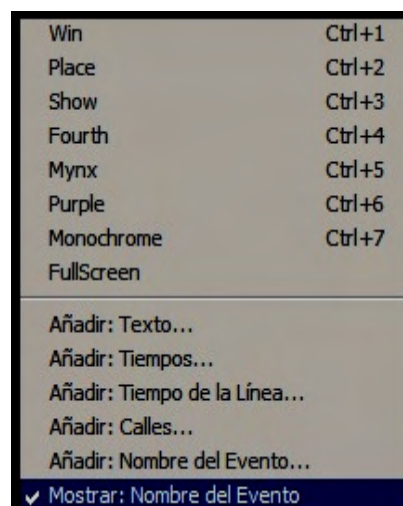 Win Ctrl+1
Place Ctrl+2
Show Ctrl+3
Fourth Ctrl+4
Mynx Ctrl+5
Purple Ctrl+6
Monochrome Ctrl+7
FullScreen
Añadir: Texto...
Añadir: Tiempos...
Añadir: Tiempo de la Línea...
Añadir: Calles...
Añadir: Nombre del Evento...
✓ Mostrar: Nombre del Evento